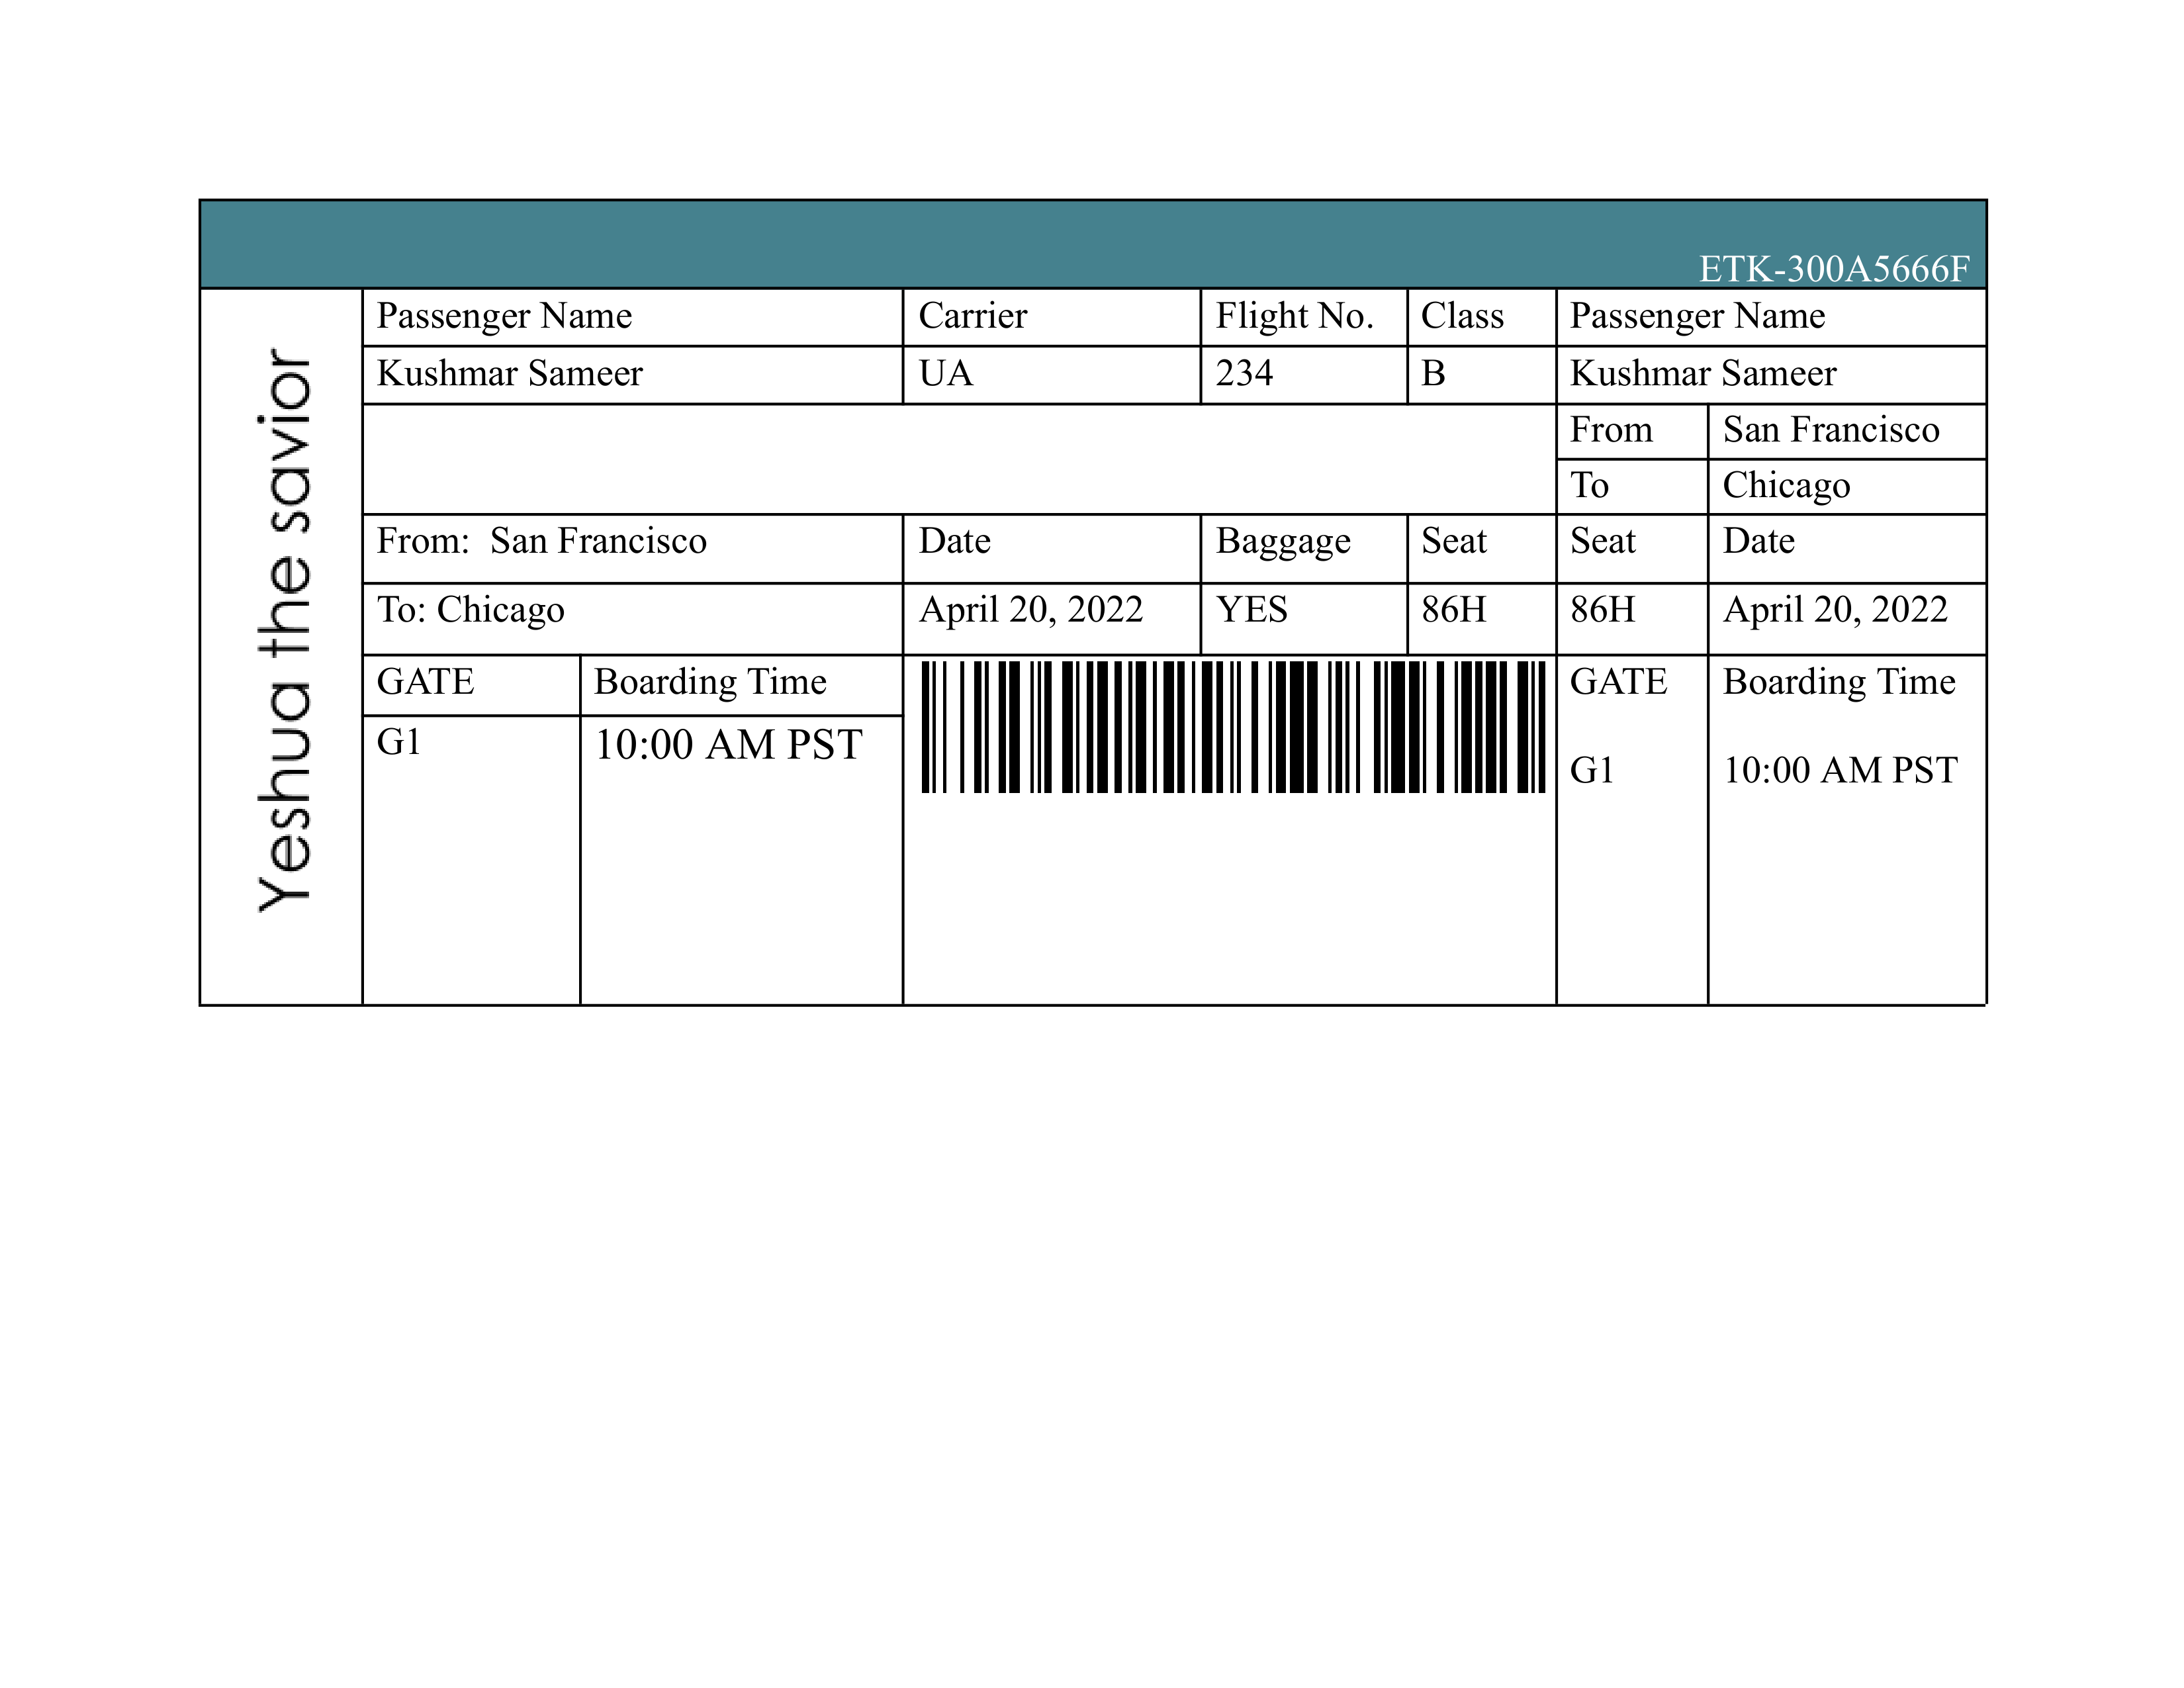 ETK-300A5666F
Yeshua the savior
Passenger Name Carrier Flight No. Class Passenger Name
Kushmar Sameer UA 234 B Kushmar Sameer
From San Francisco
To Chicago
From: San Francisco Date Baggage Seat Seat Date
To: Chicago April 20, 2022 YES 86H 86H April 20, 2022
GATE Boarding Time GATE Boarding Time
G1 10:00 AM PST G1 10:00 AM PST